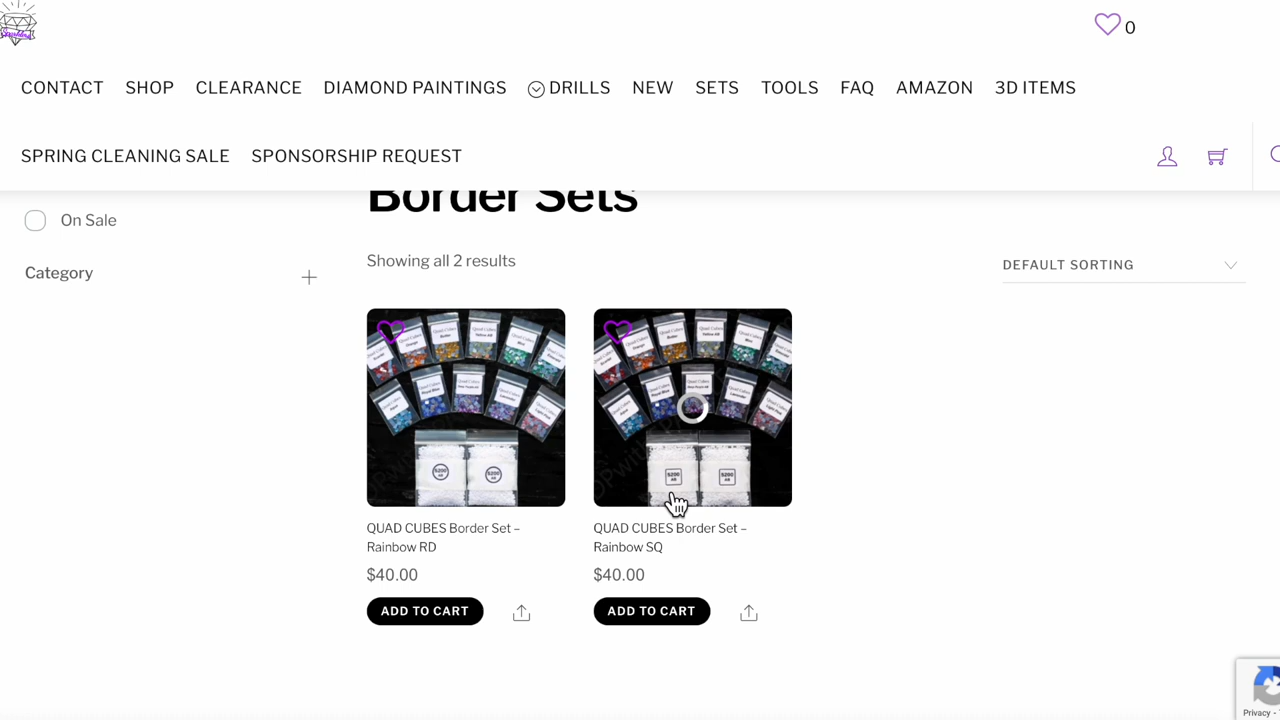 0
CONTACT SHOP CLEARANCE DIAMOND PAINTINGS DRILLS NEW SETS TOOLS FAQ AMAZON 3D ITEMS
SPRING CLEANING SALE SPONSORSHIP REQUEST
Border Sets
On Sale
Showing all 2 results
DEFAULT SORTING
Category
QUAD CUBES Border Set –
Rainbow RD
$40.00
ADD TO CART
QUAD CUBES Border Set –
Rainbow SQ
$40.00
ADD TO CART
Privacy -